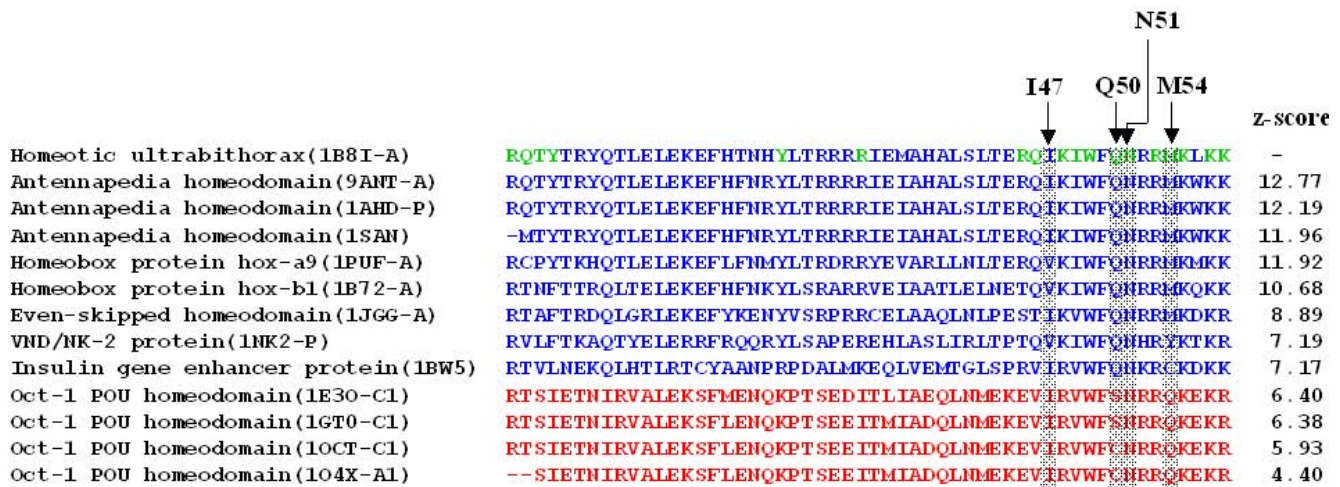 N51
I47 Q50 M54
z-score
Homeotic ultrabithorax(1B8I-A) RQTYTRYQTLELEKEFHTNHYLTRRRRIEMAHALSLTERQIKIWFQNRRMKLKK -
Antennapedia homeodomain(9ANT-A) RQTYTRYQTLELEKEFHFNRYLTRRRRIEIAHALSLTERQIKIWFQNRRMKWKK 12.77
Antennapedia homeodomain(1AHD-P) RQTYTRYQTLELEKEFHFNRYLTRRRRIEIAHALSLTERQIKIWFQNRRMKWKK 12.19
Antennapedia homeodomain(1SAN) -MTYTRYQTLELEKEFHFNRYLTRRRRIEIAHALSLTERQIKIWFQNRRMKWKK 11.96
Homeobox protein hox-a9(1PUF-A) RCPYTKHQTLELEKEFLFNMYLTRDRRYEVARLLNLTERQVKIWFQNRRMKMKK 11.92
Homeobox protein hox-b1(1B72-A) RTNFTTRQLTELEKEFHFNKYLSRARRVEIAATLELNETQVKIWFQNRRMKQKK 10.68
Even-skipped homeodomain(1JGG-A) RTAFTRDQLGRLEKEFYKENYVSRPRRCELAAQLNLPESTIKVWFQNRRMKDKR 8.89
VND/NK-2 protein(1NK2-P) RVLFTKAQTYELERRFRQQRYLSAPEREHLASLIRLTPTQVKIWFQNHRYKTKR 7.19
Insulin gene enhancer protein(1BW5) RTVLNEKQLHTLRTCYAANPRPDALMKEQLVEMTGLSPRVIRVWFQNKRCKDKK 7.17
Oct-1 POU homeodomain(1E3O-C1) RTSIETNIRVALEKSFMENQKPTSEDITLIAEQLNMEKEVIRVWFSNRRQKEKR 6.40
Oct-1 POU homeodomain(1GT0-C1) RTSIETNIRVALEKSFLENQKPTSEEITMIADQLNMEKEVIRVWFSNRRQKEKR 6.38
Oct-1 POU homeodomain(1OCT-C1) RTSIETNIRVALEKSFLENQKPTSEEITMIADQLNMEKEVIRVWFCNRRQKEKR 5.93
Oct-1 POU homeodomain(1O4X-A1) --SIETNIRVALEKSFLENQKPTSEEITMIADQLNMEKEVIRVWFCNRRQKEKR 4.40